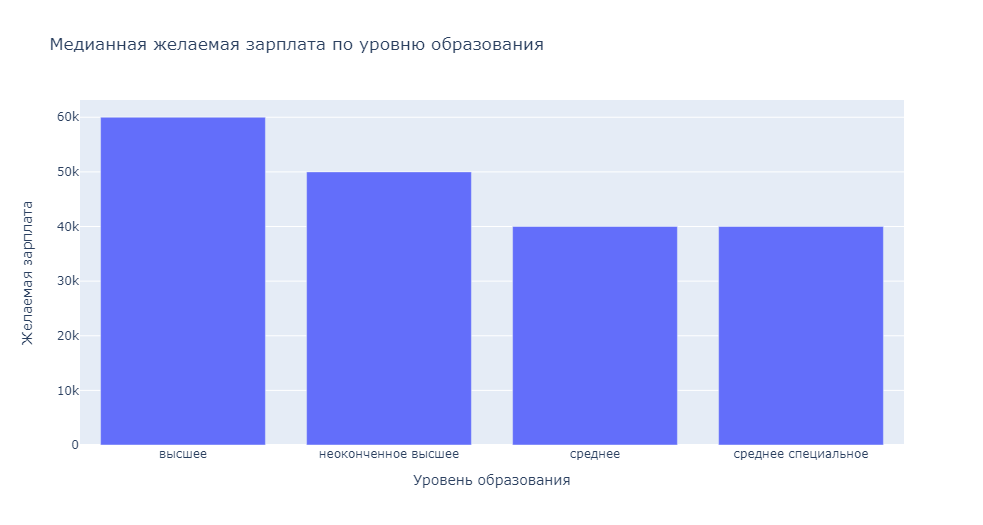 Медианная желаемая зарплата по уровню образования
Желаемая зарплата
60k
50k
40k
30k
20k
10k
0
высшее
неоконченное высшее
среднее
среднее специальное
Уровень образования